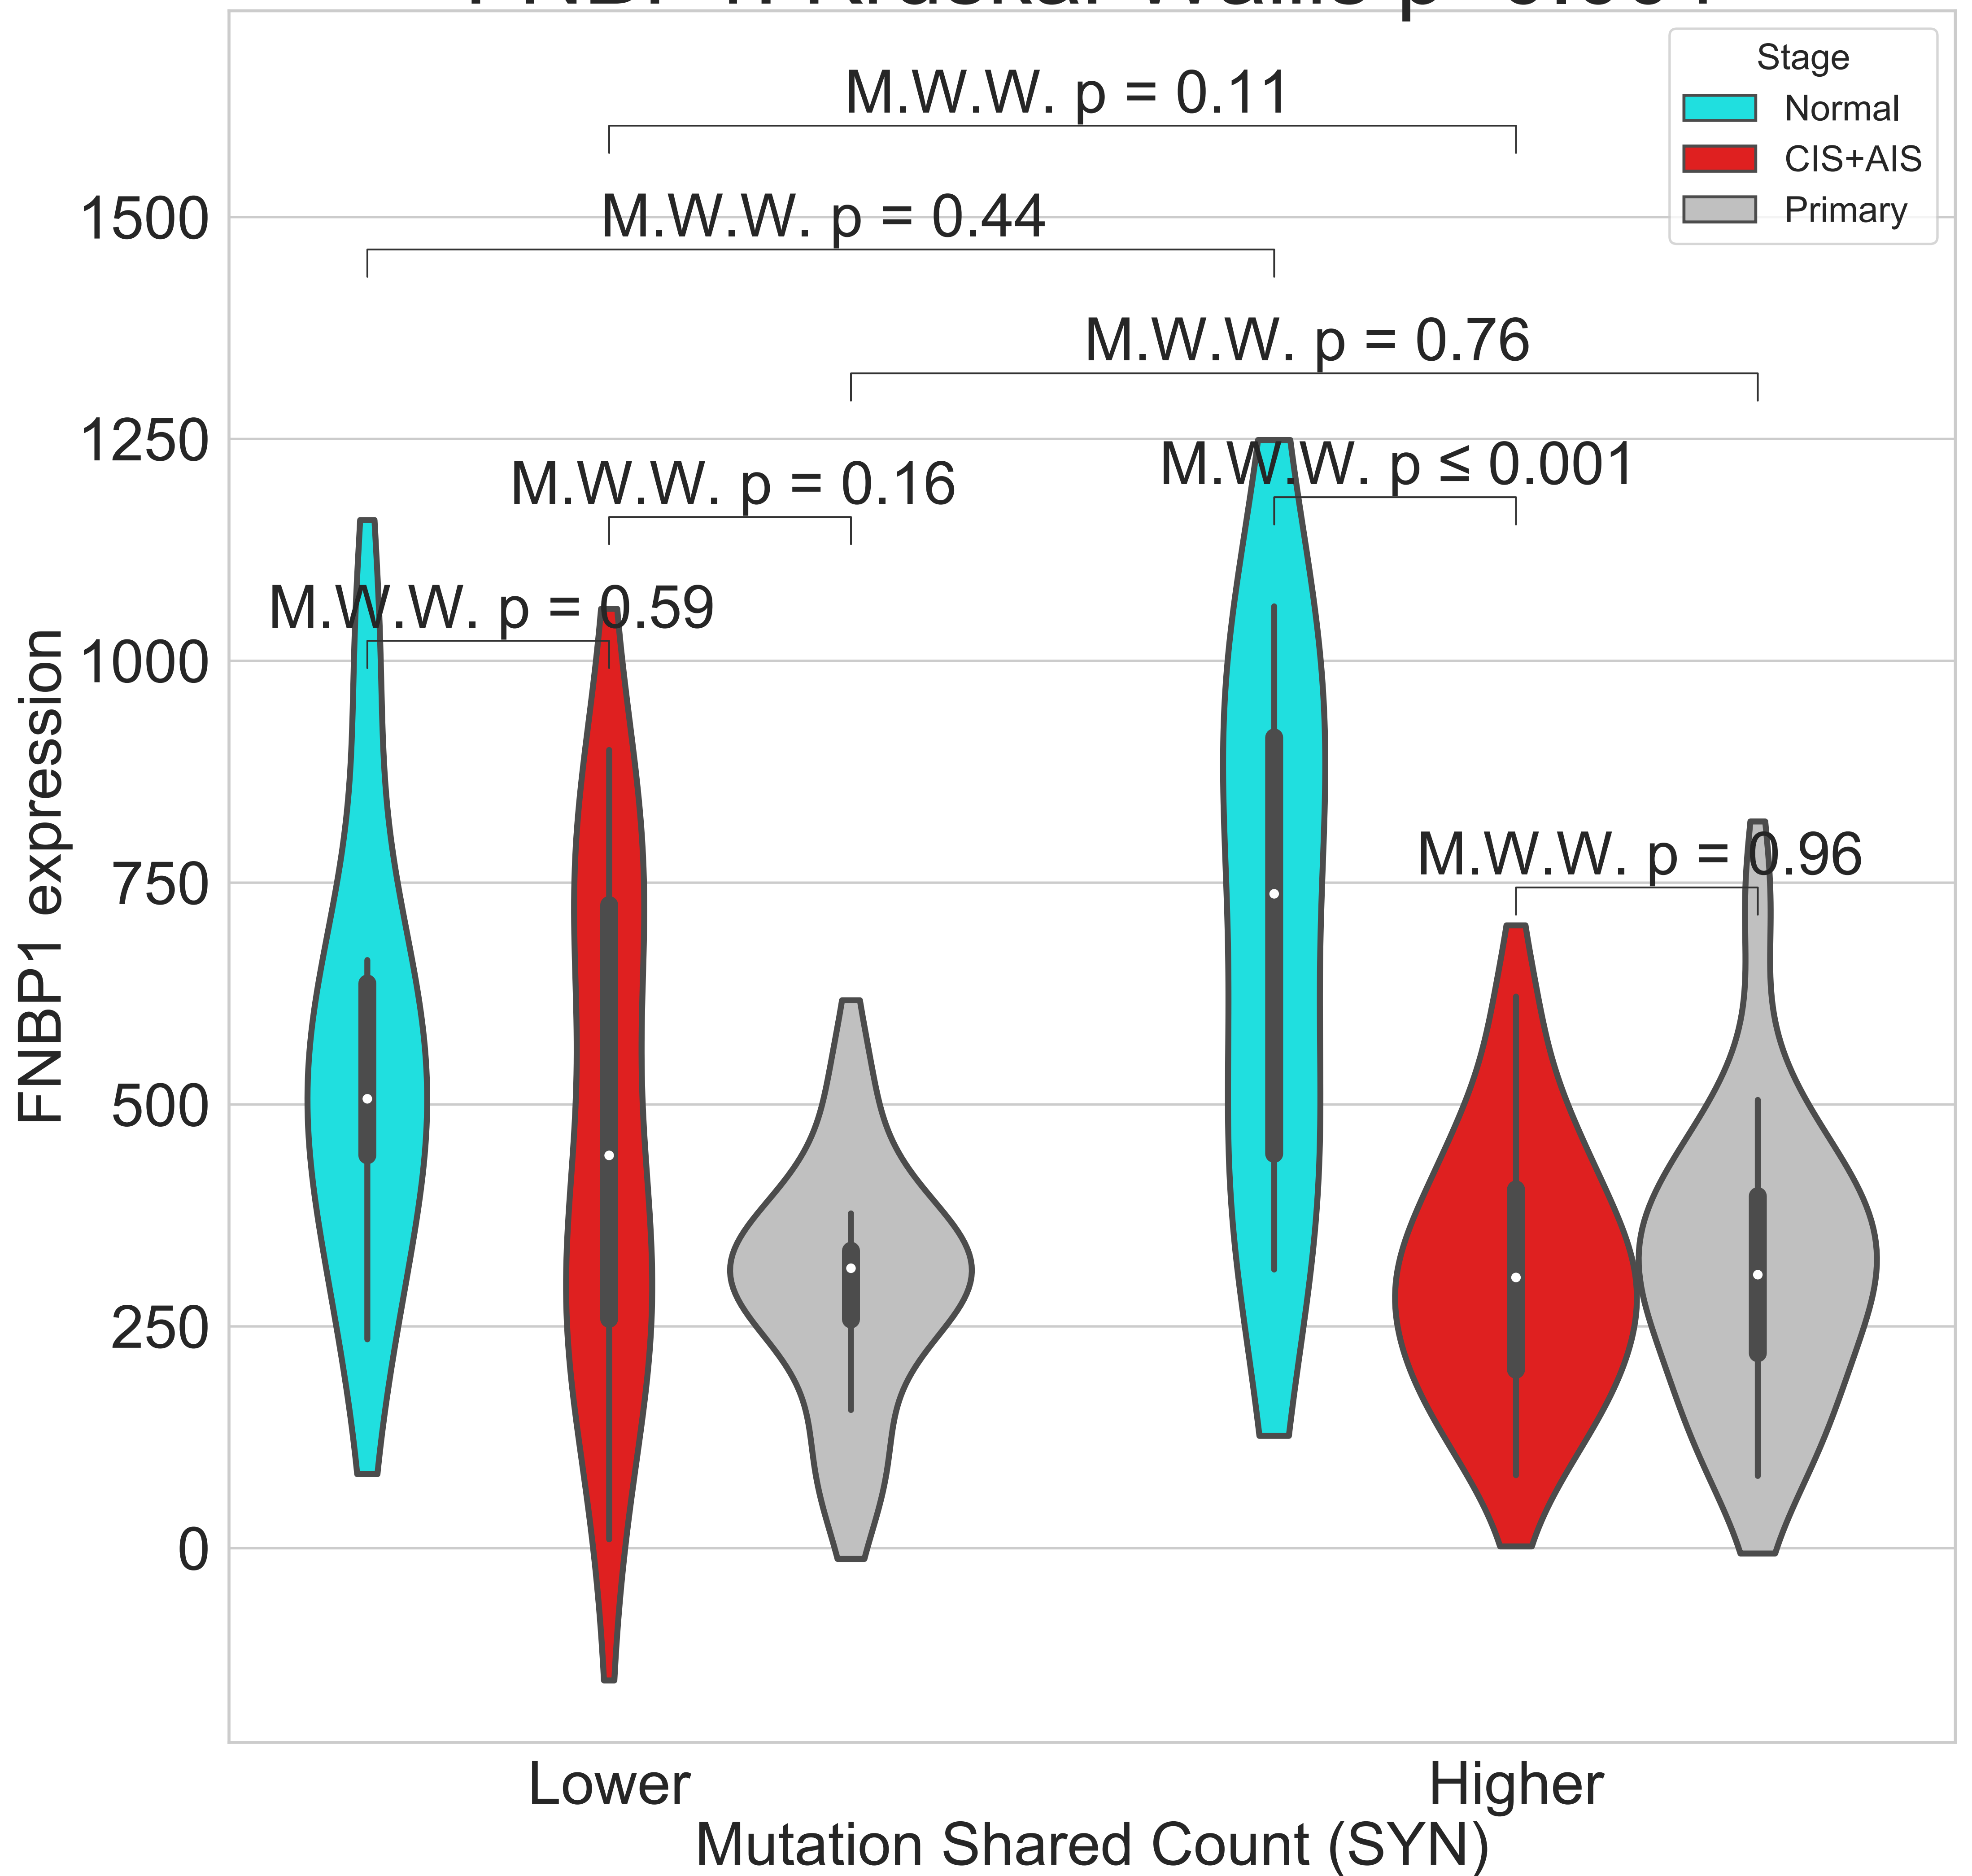 Stage
Normal
CIS+AIS
Primary
M.W.W. p = 0.11
M.W.W. p = 0.44
M.W.W. p = 0.76
M.W.W. p ≤ 0.001
M.W.W. p = 0.16
M.W.W. p = 0.59
M.W.W. p = 0.96
1500
1250
1000
750
500
250
0
FNBP1 expression
Lower
Higher
Mutation Shared Count (SYN)